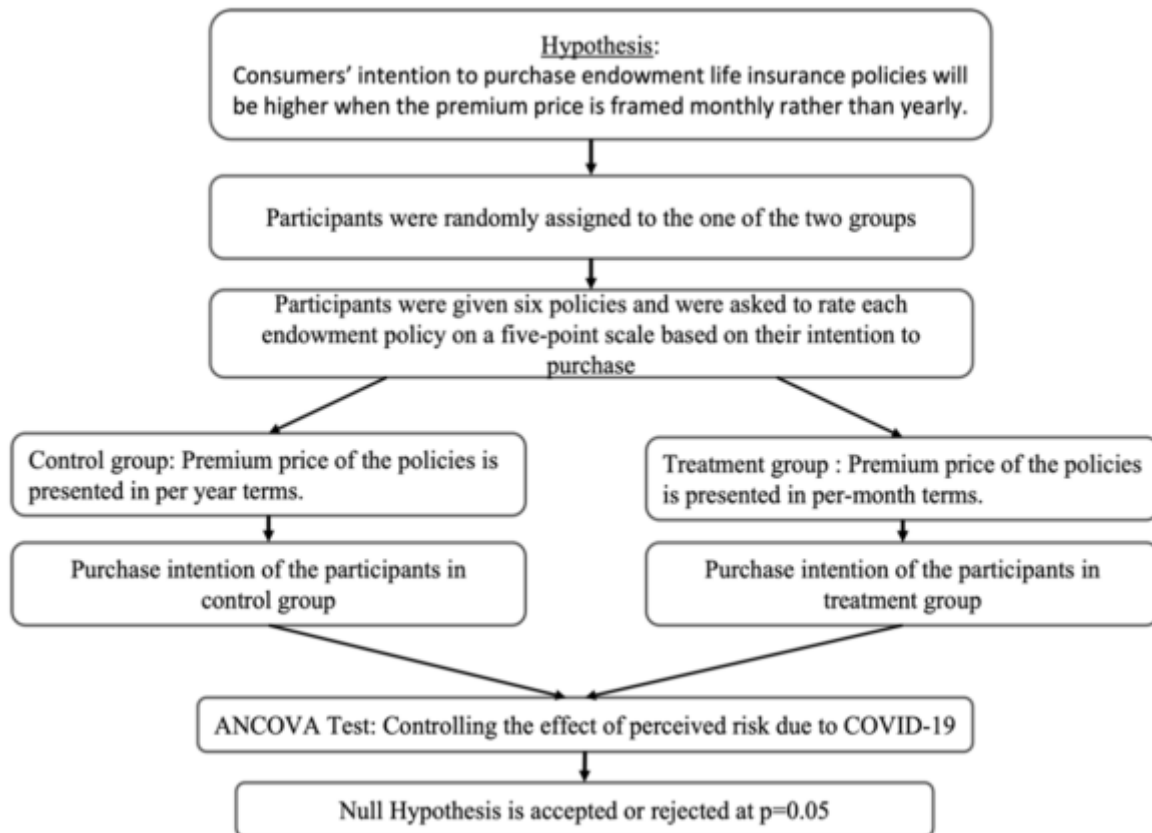 Hypothesis:
Consumers' intention to purchase endowment life insurance policies will
be higher when the premium price is framed monthly rather than yearly.
Participants were randomly assigned to the one of the two groups
Participants were given six policies and were asked to rate each
endowment policy on a five-point scale based on their intention to
purchase
Control group: Premium price of the policies is
presented in per year terms.
Treatment group : Premium price of the policies
is presented in per-month terms.
Purchase intention of the participants in
control group
Purchase intention of the participants in
treatment group
ANCOVA Test: Controlling the effect of perceived risk due to COVID-19
Null Hypothesis is accepted or rejected at p=0.05